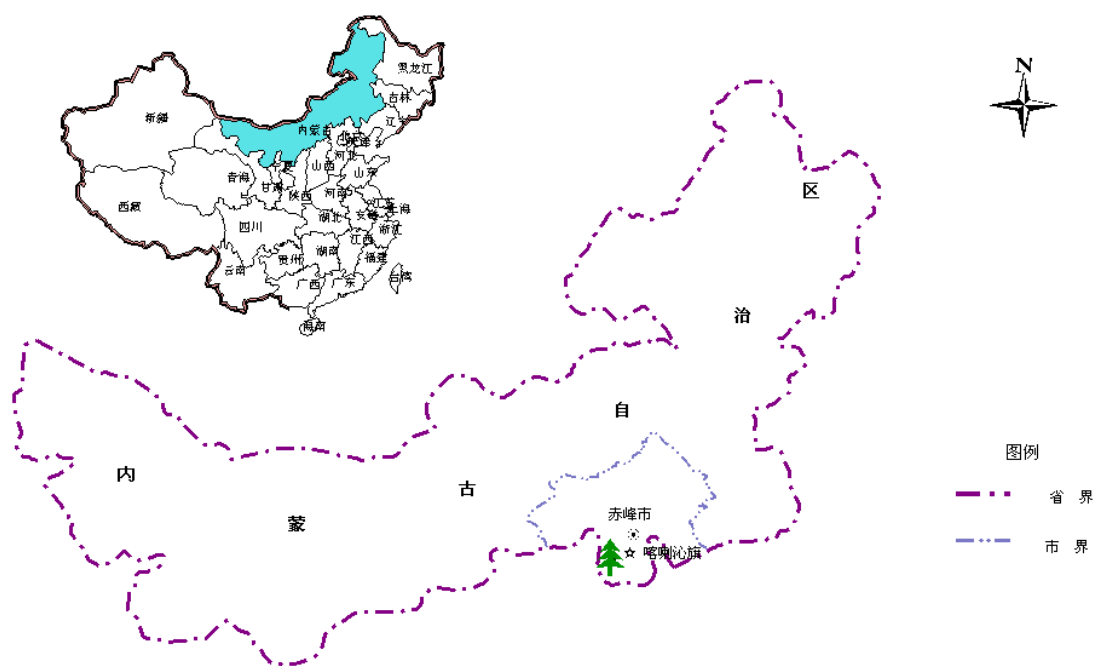 黑龙江
吉林
辽宁
新疆
内蒙古
北京
天津
河北
宁夏
山西
山东
青海
甘肃
陕西
河南
江苏
上海
西藏
安徽
湖北
四川
浙江
江西
湖南
贵州
福建
云南
广西
广东
台湾
海南
N
区
治
自
古
蒙
内
赤峰市
喀喇沁旗
图例
省 界
市 界